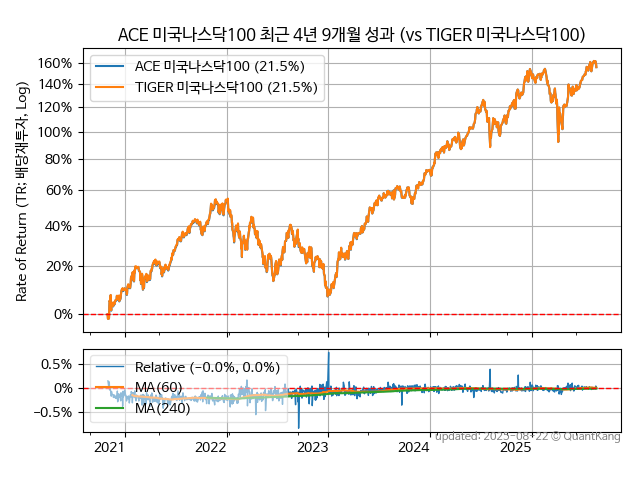 ACE 미국나스닥100 최근 4년 9개월 성과 (vs TIGER 미국나스닥100)
Rate of Return (TR: 배당재투자, Log)
160%
140%
120%
100%
80%
60%
40%
20%
0%
ACE 미국나스닥100 (21.5%)
TIGER 미국나스닥100 (21.5%)
0.5%
0%
−0.5%
Relative (−0.0%, 0.0%)
MA(60)
MA(240)
2021
2022
2023
2024
2025
updated: 2025-08-22 © QuantKang